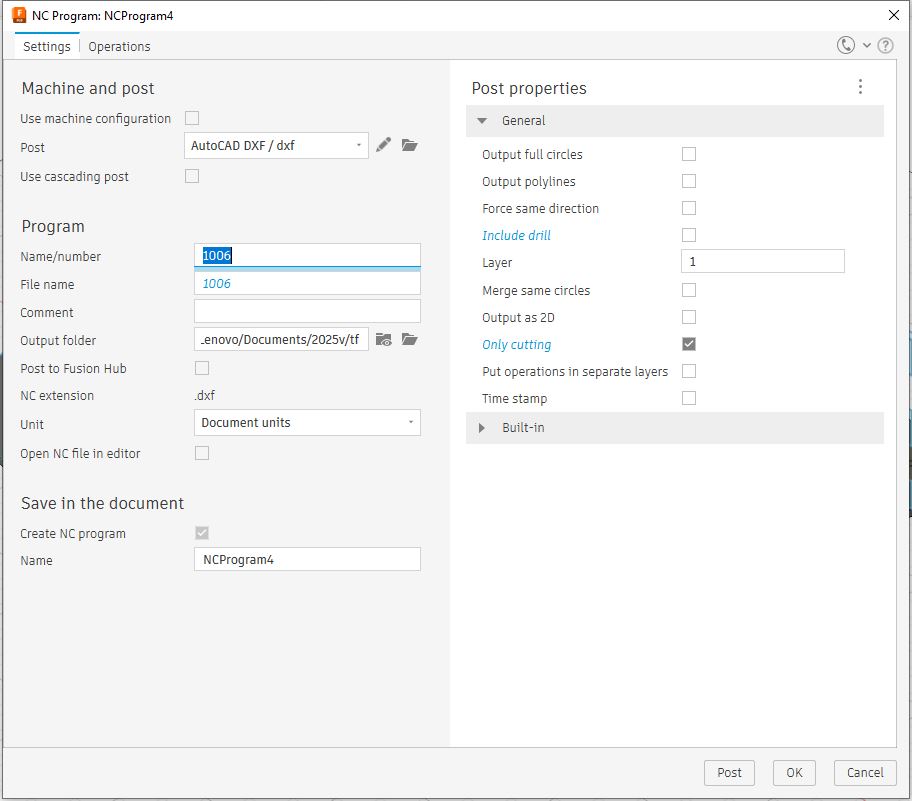 NC Program: NCProgram4
Settings
Operations
Machine and post
Use machine configuration
Post
AutoCAD DXF / dxf
Use cascading post
Program
Name/number
1006
File name
1006
Comment
Output folder
.enovo/Documents/2025v/tf
Post to Fusion Hub
NC extension
.dxf
Unit
Document units
Open NC file in editor
Save in the document
Create NC program
Name
NCProgram4
Post properties
General
Output full circles
Output polylines
Force same direction
Include drill
Layer
1
Merge same circles
Output as 2D
Only cutting
Put operations in separate layers
Time stamp
Built-in
Post
OK
Cancel